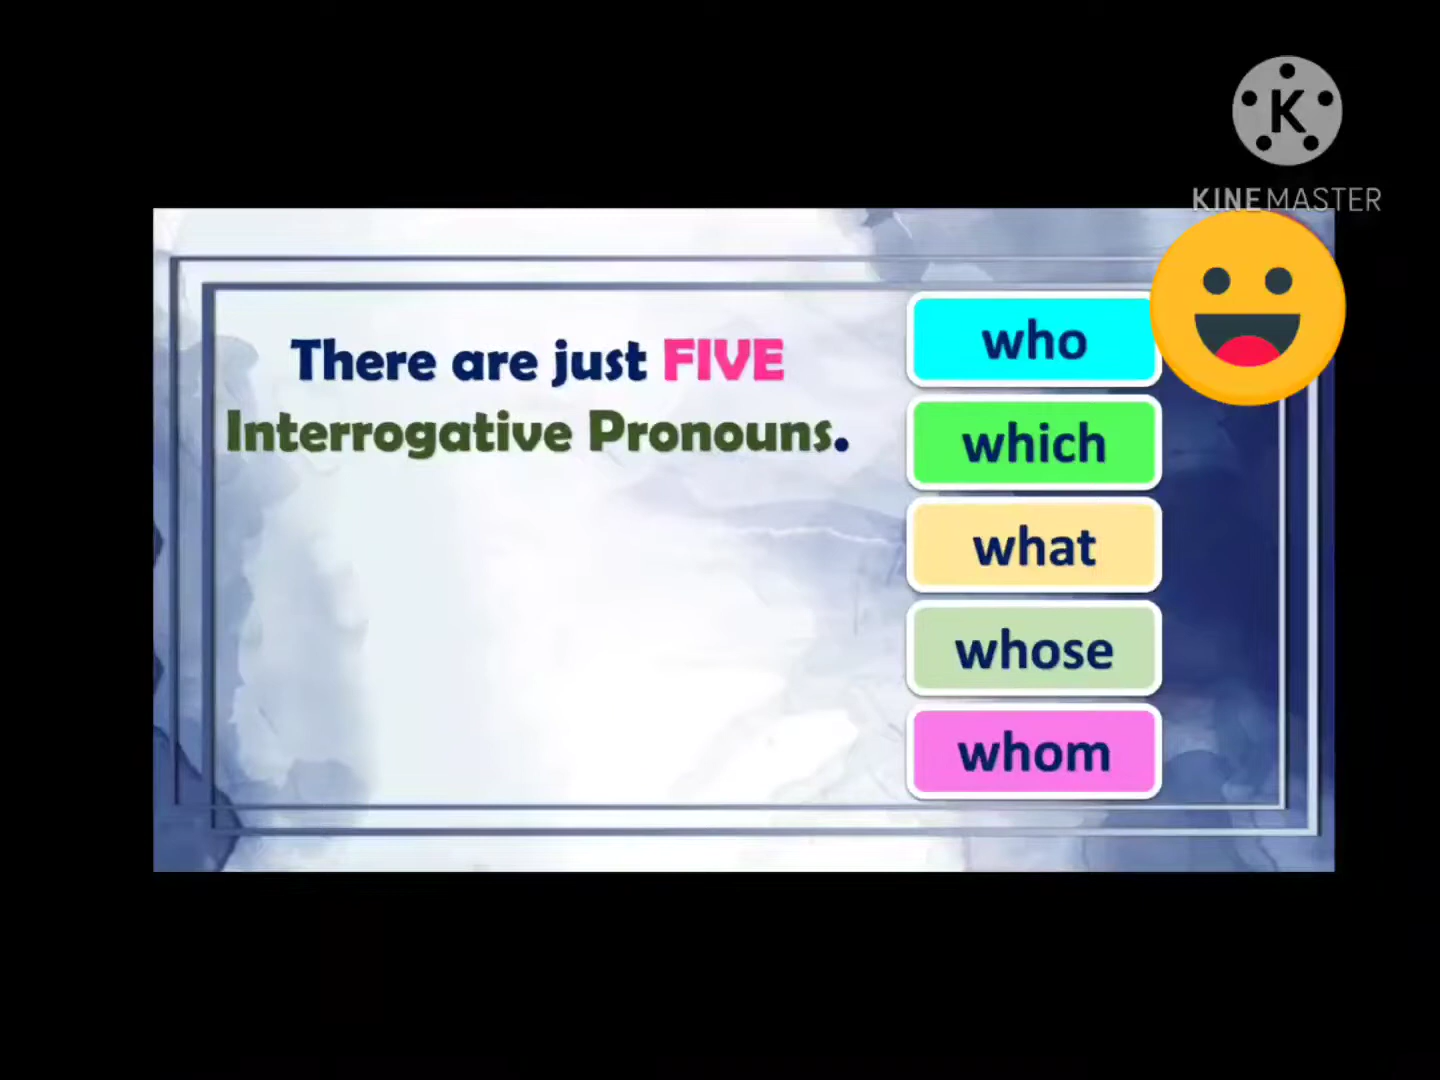 K
KINEMASTER
There are just FIVE
Interrogative Pronouns.
who
which
what
whose
whom